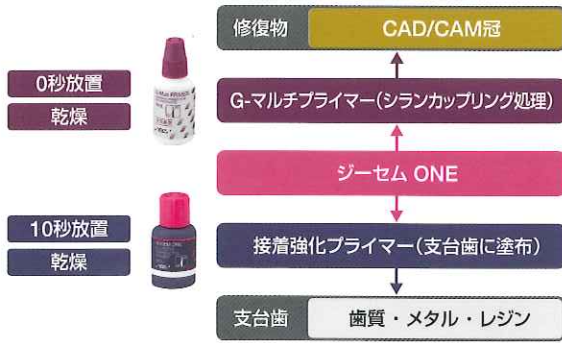 修復物 CAD/CAM冠
0秒放置
乾燥
G-マルチプライマー(シランカップリング処理)
ジーセム ONE
10秒放置
乾燥
接着強化プライマー(支台歯に塗布)
支台歯 歯質・メタル・レジン